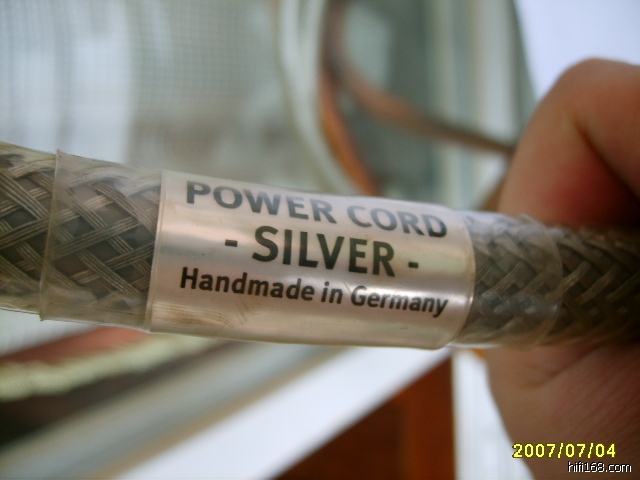 POWER CORD
- SILVER -
Handmade in Germany
2007/07/04
hifi168.com